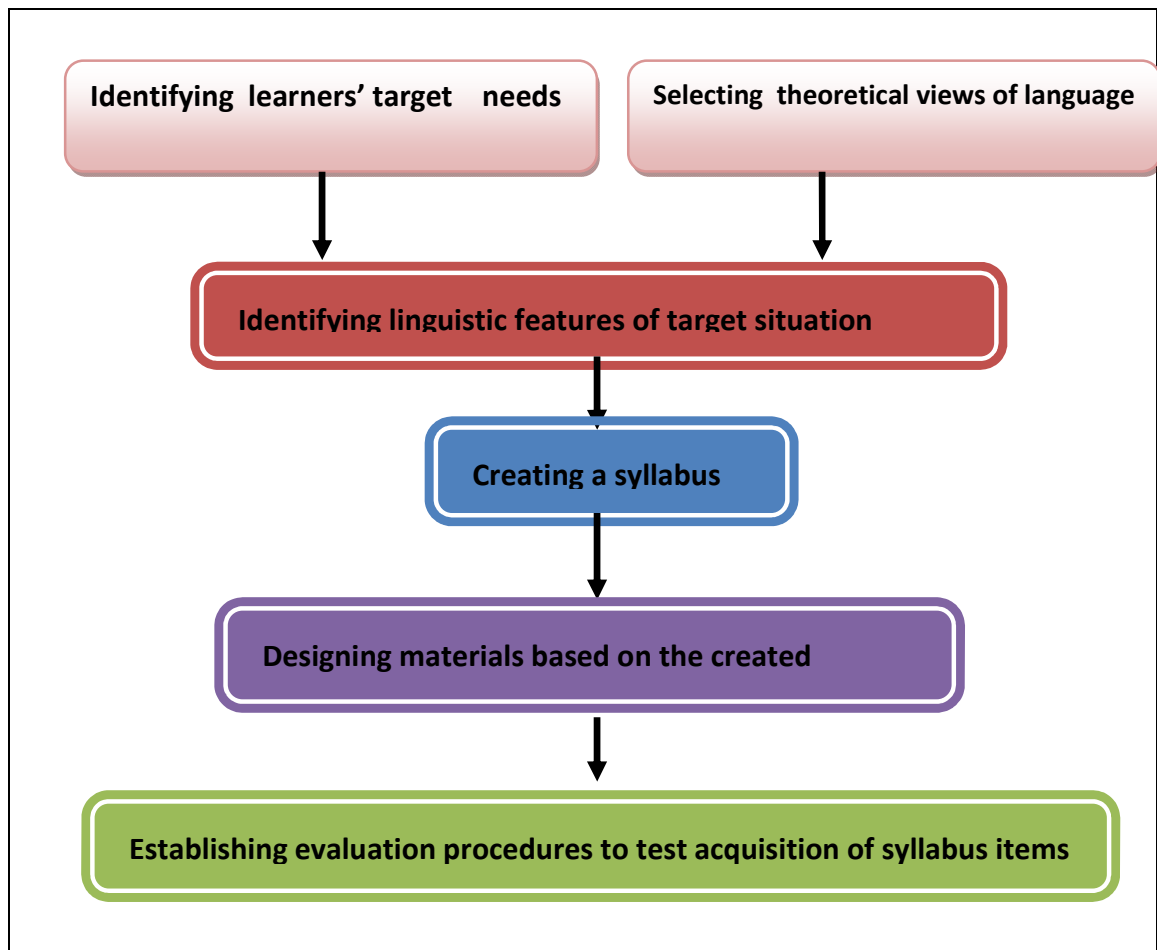 Identifying learners’ target needs
Selecting theoretical views of language
Identifying linguistic features of target situation
Creating a syllabus
Designing materials based on the created
Establishing evaluation procedures to test acquisition of syllabus items